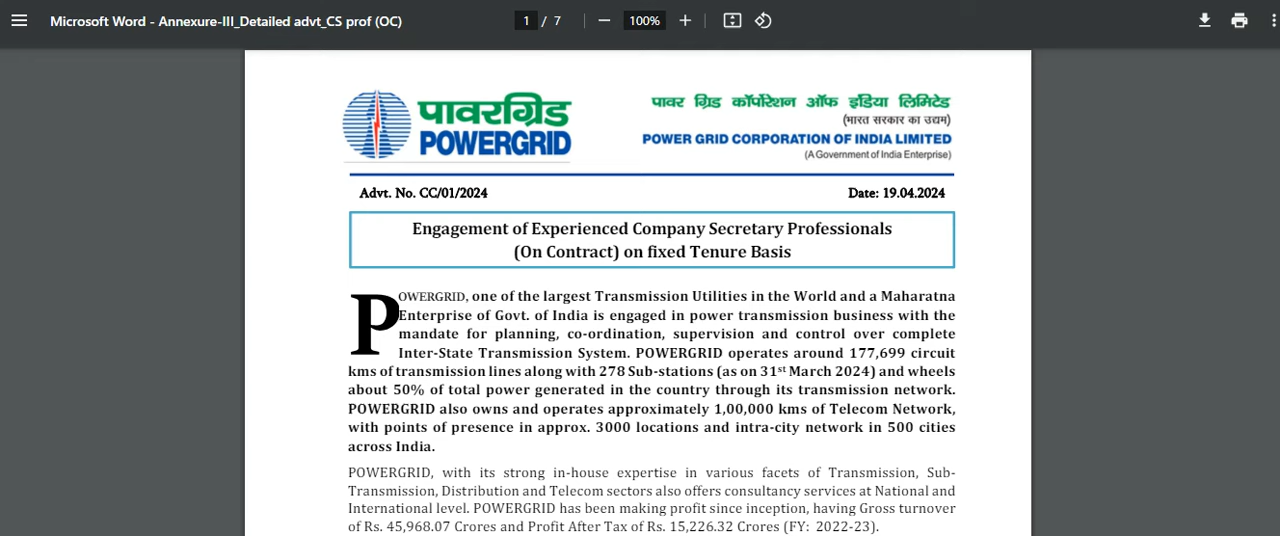 Microsoft Word - Annexure-III_Detailed advt_CS prof (OC)
1 / 7
100%
पावरग्रिड
POWERGRID
पावर ग्रिड कॉर्पोरेशन ऑफ इंडिया लिमिटेड
(भारत सरकार का उद्यम)
POWER GRID CORPORATION OF INDIA LIMITED
(A Government of India Enterprise)
Advt. No. CC/01/2024
Date: 19.04.2024
Engagement of Experienced Company Secretary Professionals
(On Contract) on fixed Tenure Basis
POWERGRID, one of the largest Transmission Utilities in the World and a Maharatna
Enterprise of Govt. of India is engaged in power transmission business with the
mandate for planning, co-ordination, supervision and control over complete
Inter-State Transmission System. POWERGRID operates around 177,699 circuit
kms of transmission lines along with 278 Sub-stations (as on 31st March 2024) and wheels
about 50% of total power generated in the country through its transmission network.
POWERGRID also owns and operates approximately 1,00,000 kms of Telecom Network,
with points of presence in approx. 3000 locations and intra-city network in 500 cities
across India.
POWERGRID, with its strong in-house expertise in various facets of Transmission, Sub-
Transmission, Distribution and Telecom sectors also offers consultancy services at National and
International level. POWERGRID has been making profit since inception, having Gross turnover
of Rs. 45,968.07 Crores and Profit After Tax of Rs. 15,226.32 Crores (FY: 2022-23).